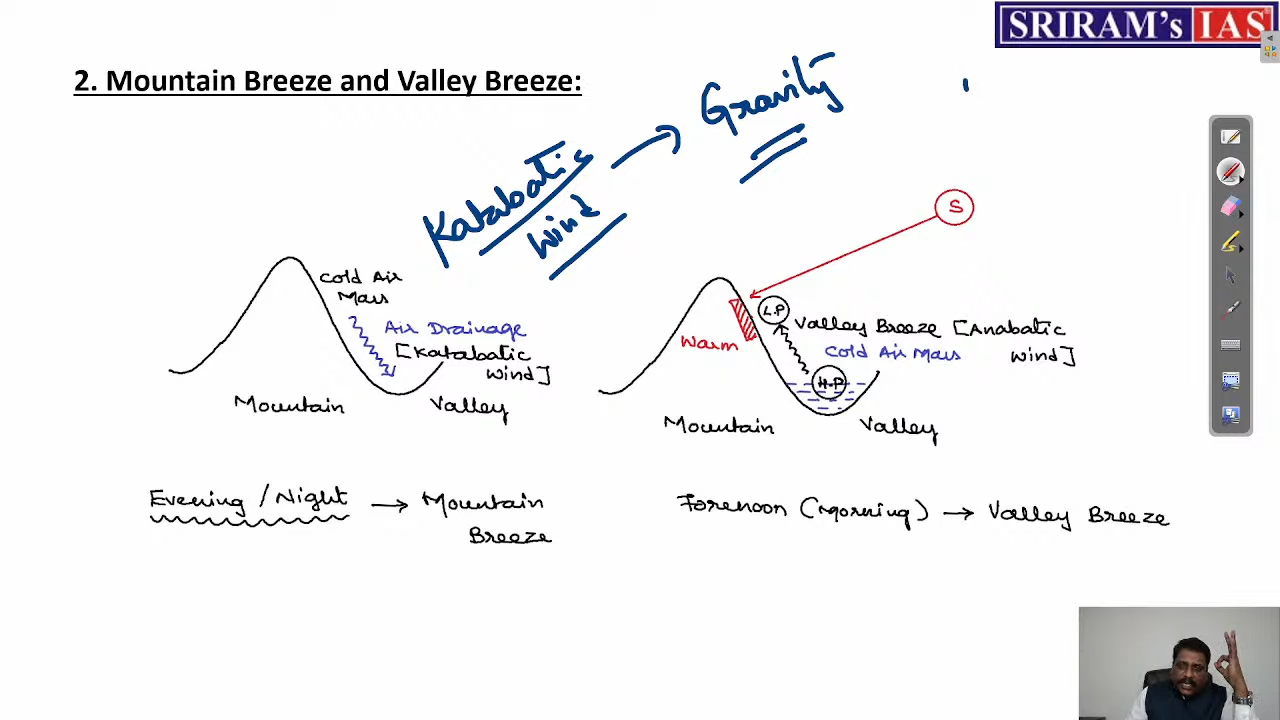 SRIRAM's IAS
2. Mountain Breeze and Valley Breeze:
Gravity
Katabatic
Wind
S
Cold Air
Mass
Air Drainage
[Katabatic
Wind]
Mountain
Valley
L.P
Warm
Valley Breeze [Anabatic
Wind]
Cold Air Mass
H.P
Mountain
Valley
Evening / Night → Mountain
Breeze
Forenoon (Morning) → Valley Breeze